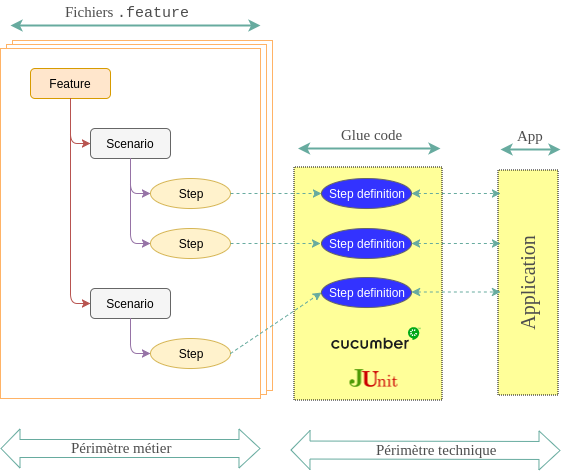 Fichiers .feature
Feature
Glue code
App
Scenario
Step
Step definition
Step
Step definition
Application
Scenario
Step definition
cucumber
Step
JUnit
Périmètre métier
Périmètre technique